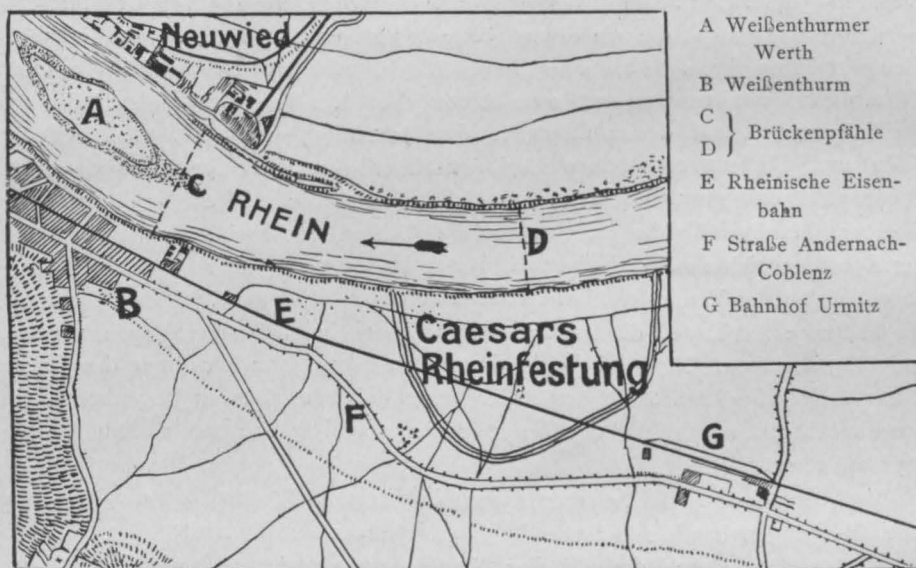 Neuwied
A
C
RHEIN
D
B
E
Caesars
Rheinfestung
F
G
A Weißenthurmer
Werth
B Weißenthurm
C
D } Brückenpfähle
E Rheinische Eisen-
bahn
F Straße Andernach-
Coblenz
G Bahnhof Urmitz